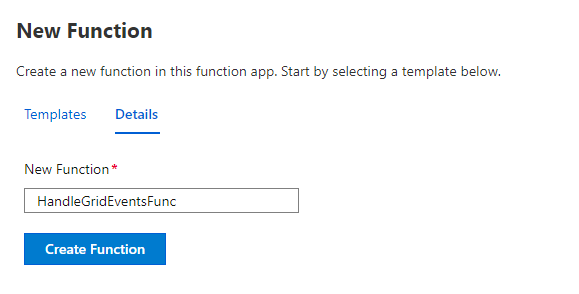 New Function
Create a new function in this function app. Start by selecting a template below.
Templates Details
New Function*
HandleGridEventsFunc
Create Function